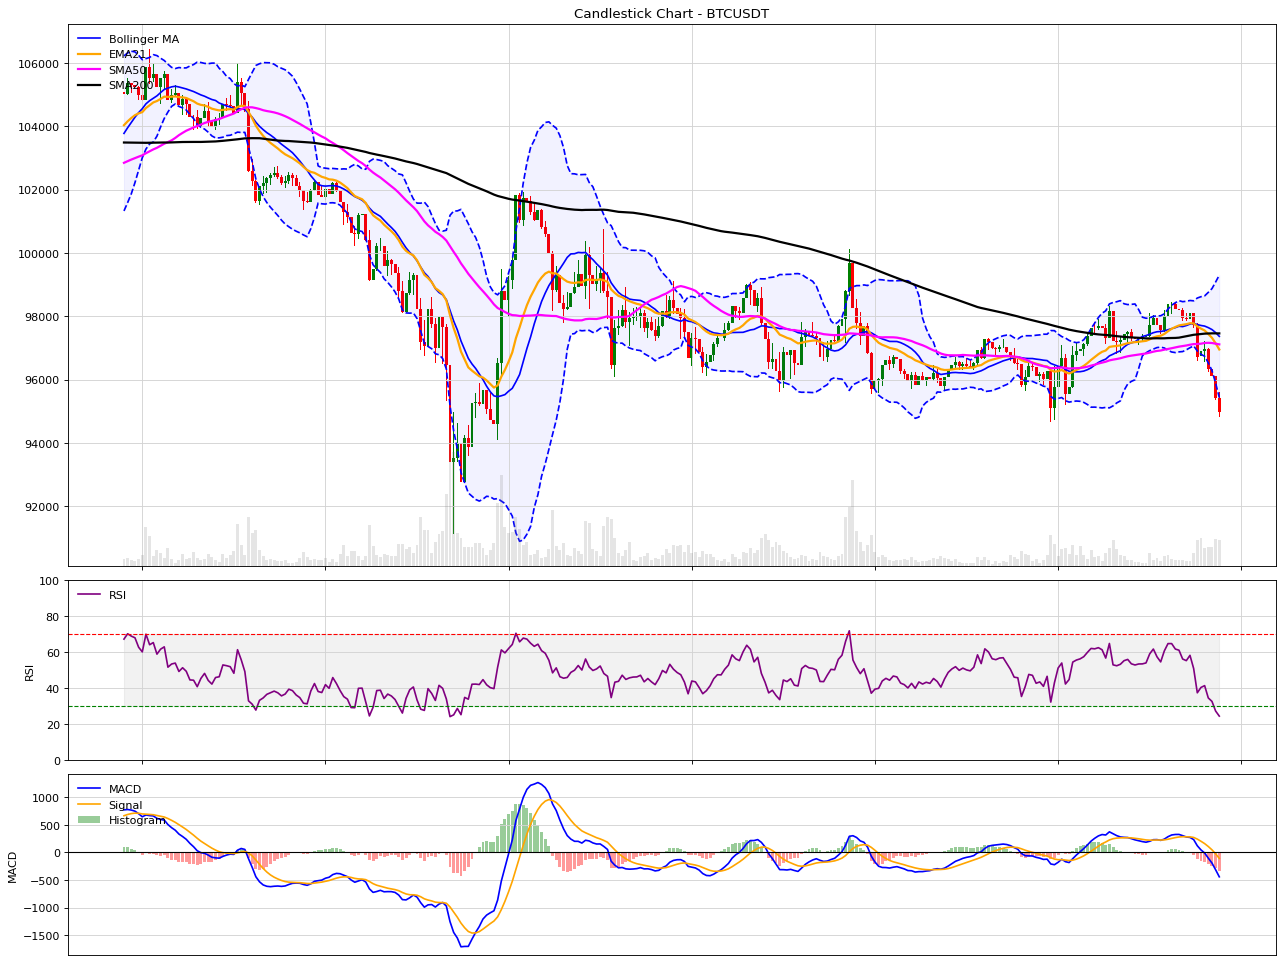 Candlestick Chart - BTCUSDT
Bollinger MA
EMA21
SMA50
SMA200
106000
104000
102000
100000
98000
96000
94000
92000
RSI
RSI
100
80
60
40
20
0
MACD
Signal
Histogram
MACD
1000
500
0
−500
−1000
−1500